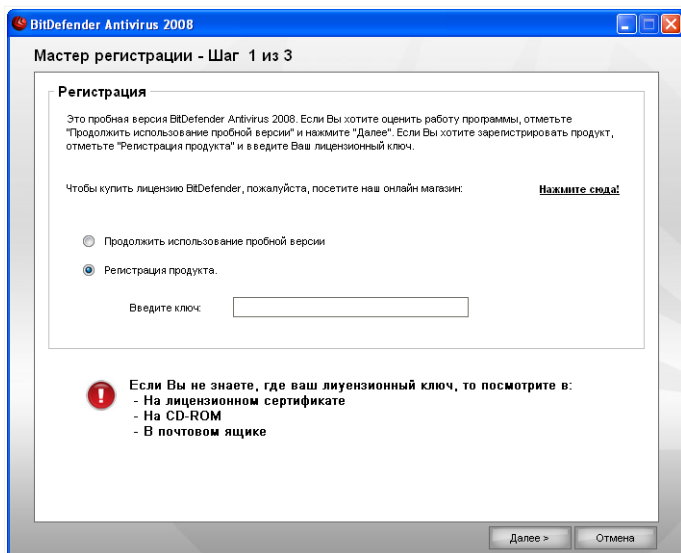 BitDefender Antivirus 2008
Мастер регистрации - Шаг 1 из 3
Регистрация
Это пробная версия BitDefender Antivirus 2008. Если Вы хотите оценить работу программы, отметьте
"Продолжить использование пробной версии" и нажмите "Далее". Если Вы хотите зарегистрировать продукт,
отметьте "Регистрация продукта" и введите Ваш лицензионный ключ.
Чтобы купить лицензию BitDefender, пожалуйста, посетите наш онлайн магазин: Нажмите сюда!
Продолжить использование пробной версии
Регистрация продукта.
Введите ключ:
Если Вы не знаете, где ваш лиуензионный ключ, то посмотрите в:
- На лицензионном сертификате
- На CD-ROM
- В почтовом ящике
Далее > Отмена